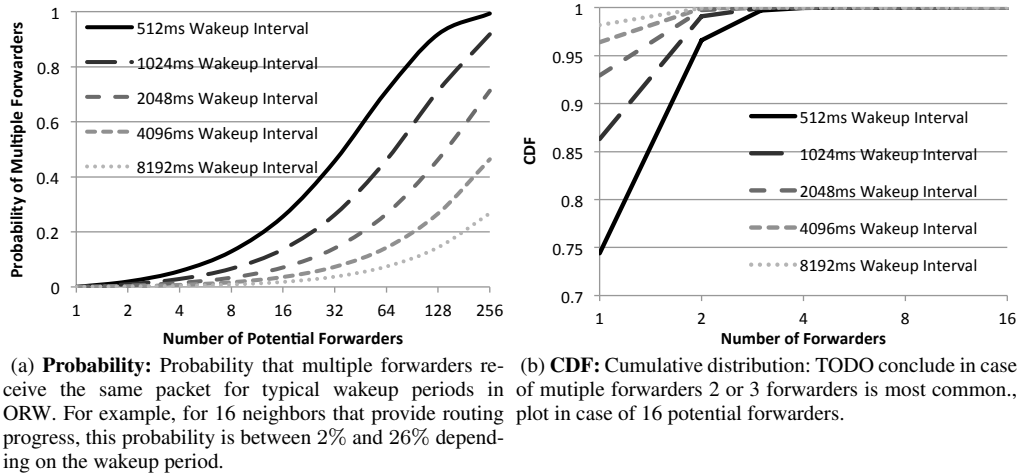 Probability of Multiple Forwarders
1
0.8
0.6
0.4
0.2
0
512ms Wakeup Interval
1024ms Wakeup Interval
2048ms Wakeup Interval
4096ms Wakeup Interval
8192ms Wakeup Interval
1 2 4 8 16 32 64 128 256
Number of Potential Forwarders
(a) Probability: Probability that multiple forwarders re-
ceive the same packet for typical wakeup periods in
ORW. For example, for 16 neighbors that provide routing
progress, this probability is between 2% and 26% depend-
ing on the wakeup period.
CDF
1
0.95
0.9
0.85
0.8
0.75
0.7
512ms Wakeup Interval
1024ms Wakeup Interval
2048ms Wakeup Interval
4096ms Wakeup Interval
8192ms Wakeup Interval
1 2 4 8 16
Number of Forwarders
(b) CDF: Cumulative distribution: TODO conclude in case
of mutiple forwarders 2 or 3 forwarders is most common.,
plot in case of 16 potential forwarders.